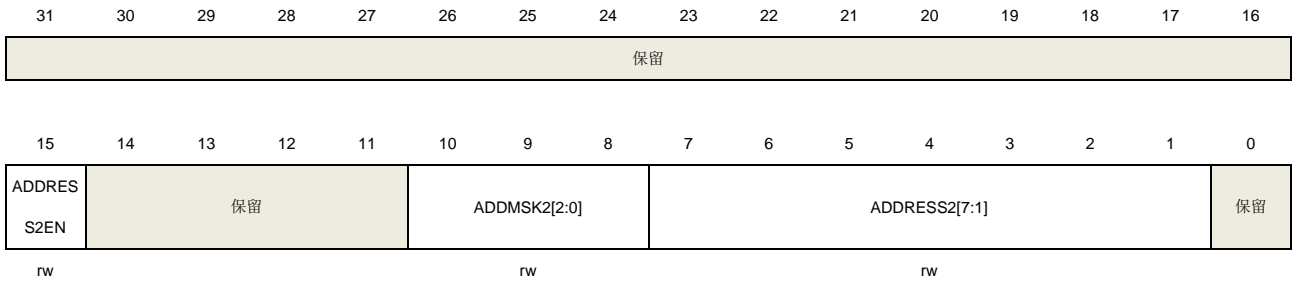 31 30 29 28 27 26 25 24 23 22 21 20 19 18 17 16
保留
15 14 13 12 11 10 9 8 7 6 5 4 3 2 1 0
ADDRES
S2EN
保留
ADDMSK2[2:0]
ADDRESS2[7:1]
保留
rw rw rw